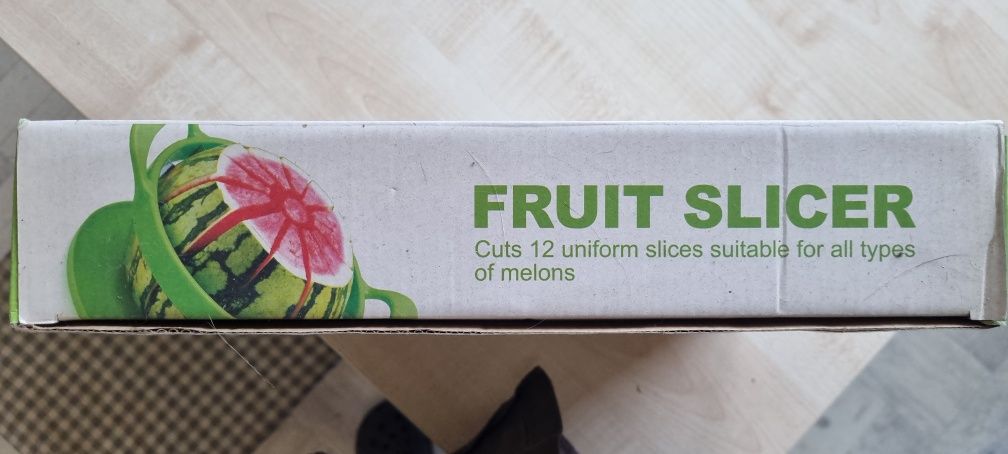 FRUIT SLICER
Cuts 12 uniform slices suitable for all types
of melons